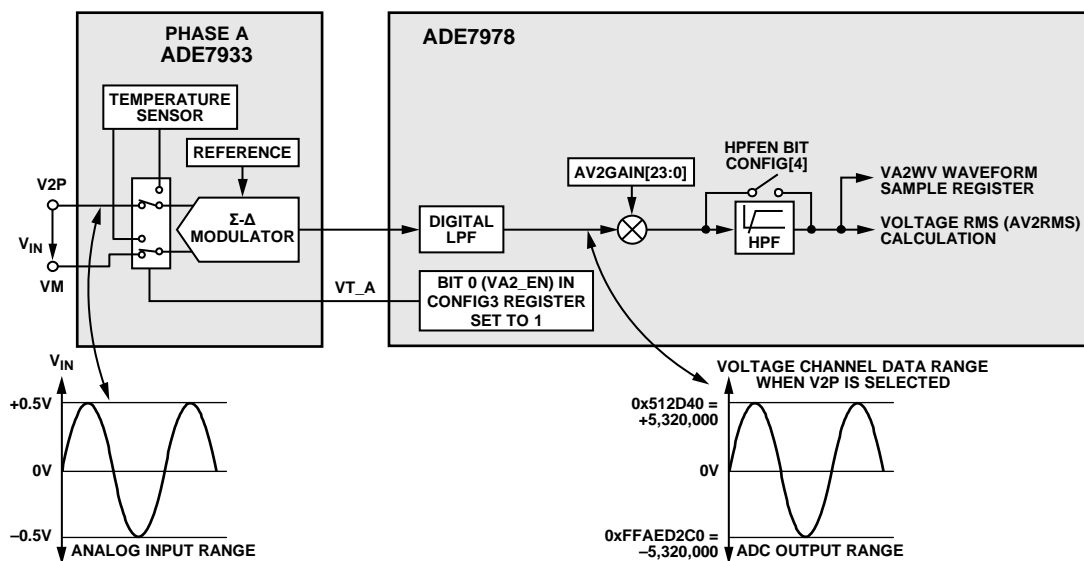 PHASE A
ADE7933
ADE7978
TEMPERATURE
SENSOR
REFERENCE
V2P
VIN
VM
Σ-Δ
MODULATOR
VT_A
DIGITAL
LPF
AV2GAIN[23:0]
HPFEN BIT
CONFIG[4]
HPF
VA2WV WAVEFORM
SAMPLE REGISTER
VOLTAGE RMS (AV2RMS)
CALCULATION
BIT 0 (VA2_EN) IN
CONFIG3 REGISTER
SET TO 1
VIN
+0.5V
0V
–0.5V
ANALOG INPUT RANGE
VOLTAGE CHANNEL DATA RANGE
WHEN V2P IS SELECTED
0x512D40 =
+5,320,000
0V
0xFFAED2C0 =
–5,320,000
ADC OUTPUT RANGE